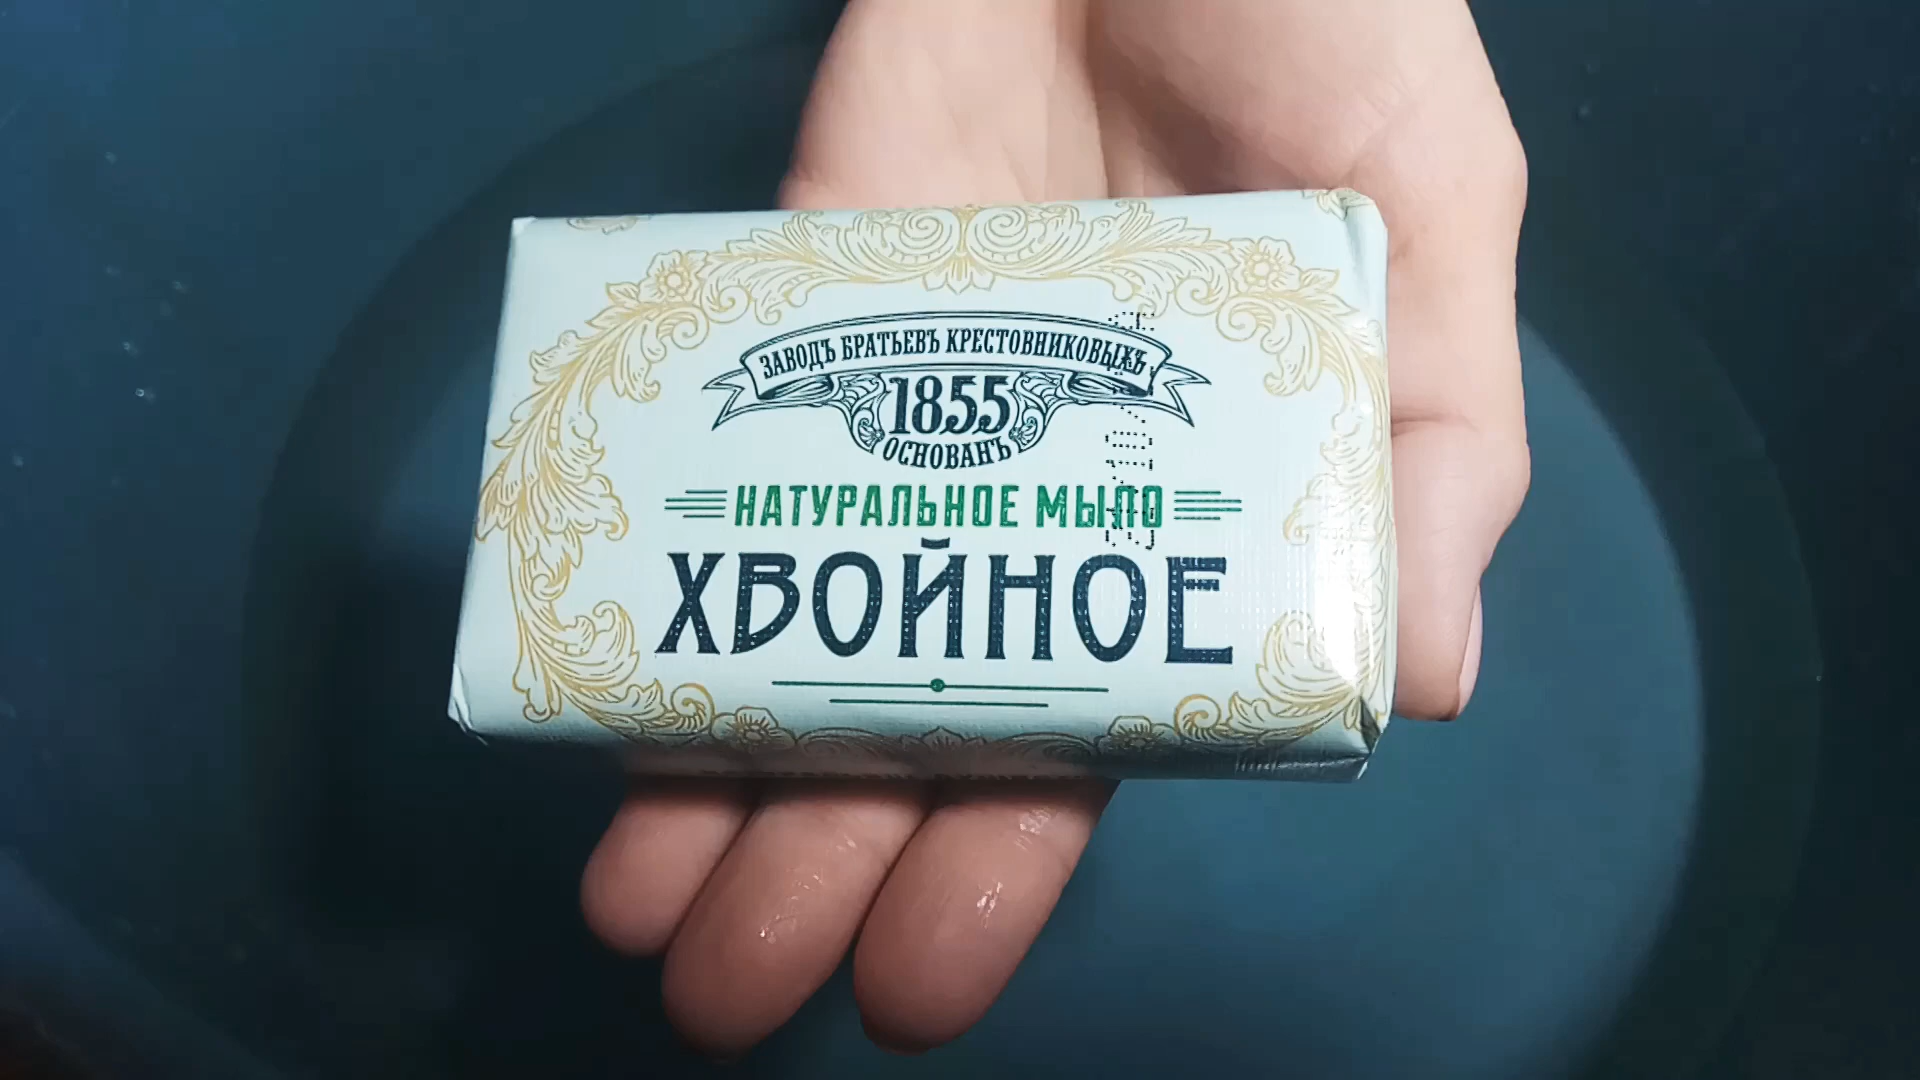 ЗАВОДЪ БРАТЬЕВЪ КРЕСТОВНИКОВЫХЪ
1855
ОСНОВАНЪ
НАТУРАЛЬНОЕ МЫЛО
ХВОЙНОЕ